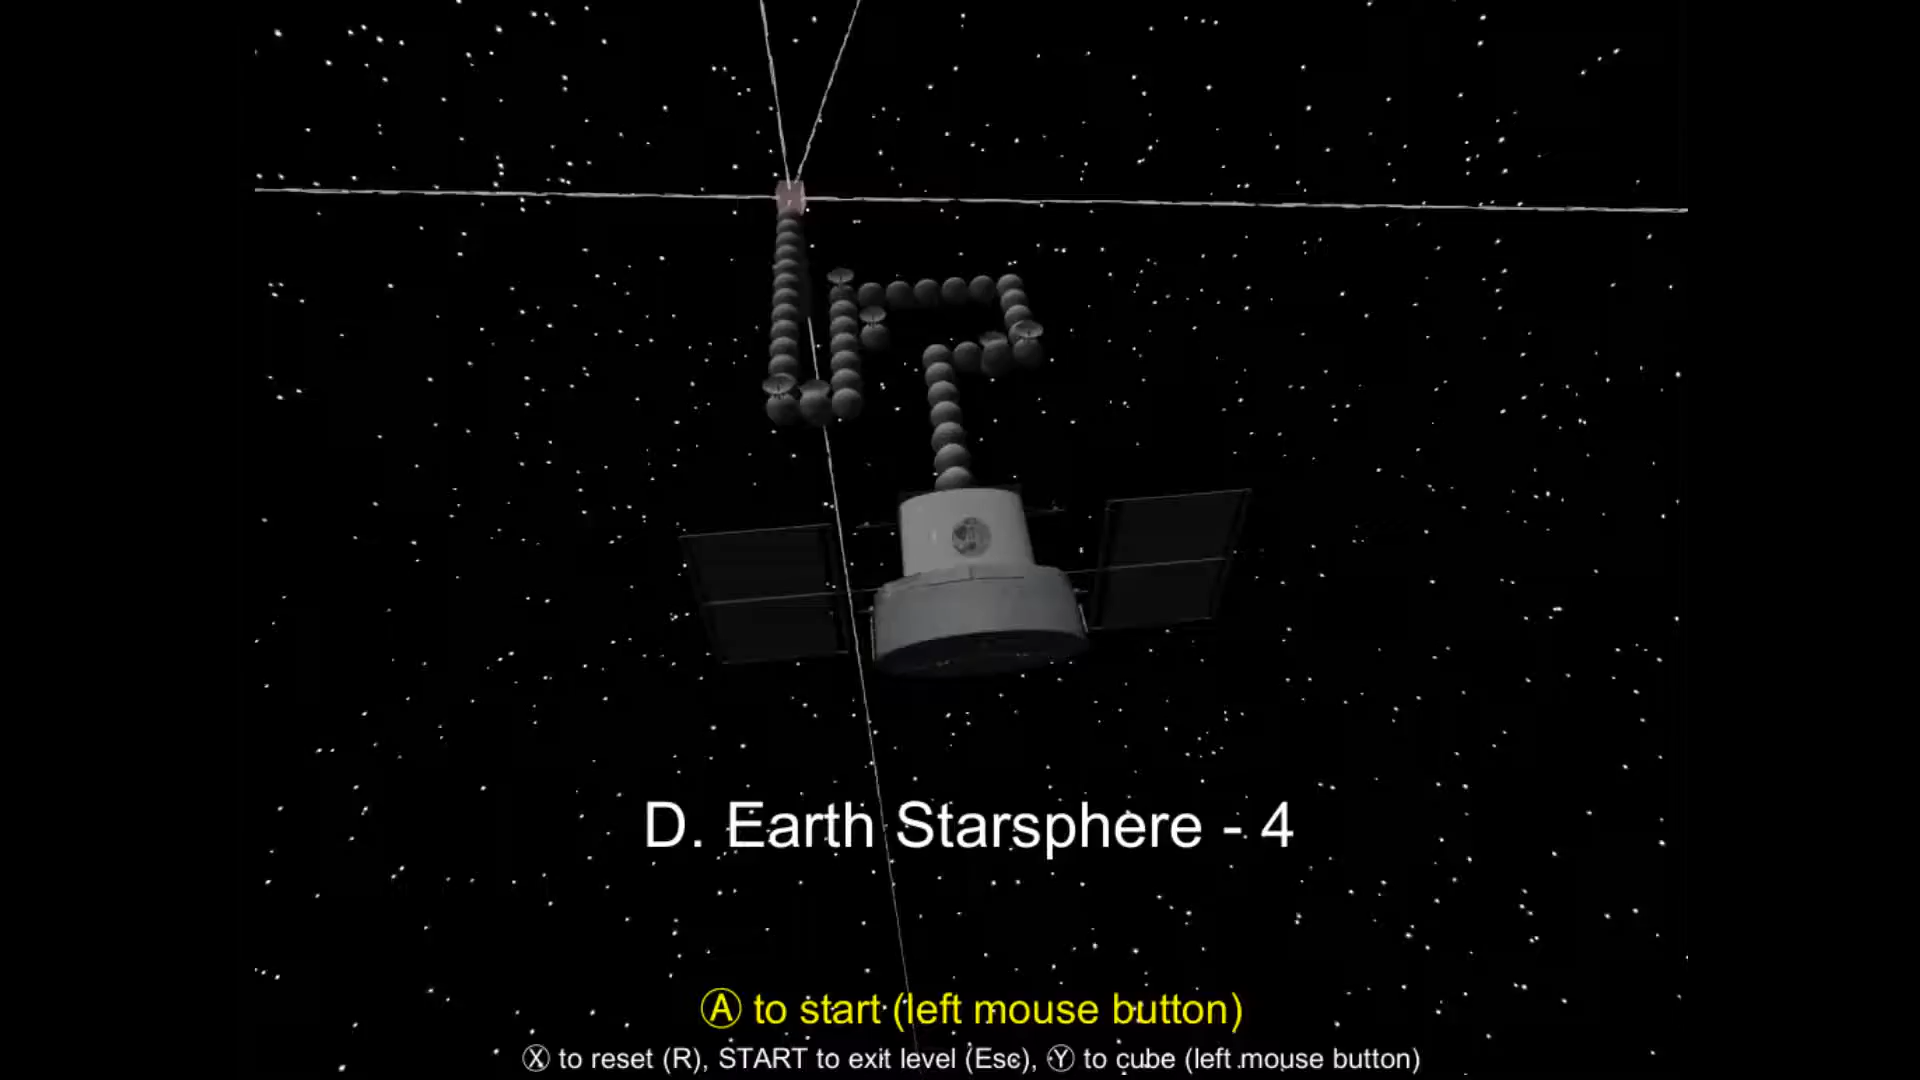 D. Earth Starsphere - 4
Ⓐ to start (left mouse button)
Ⓧ to reset (R), START to exit level (Esc), Ⓨ to cube (left mouse button)